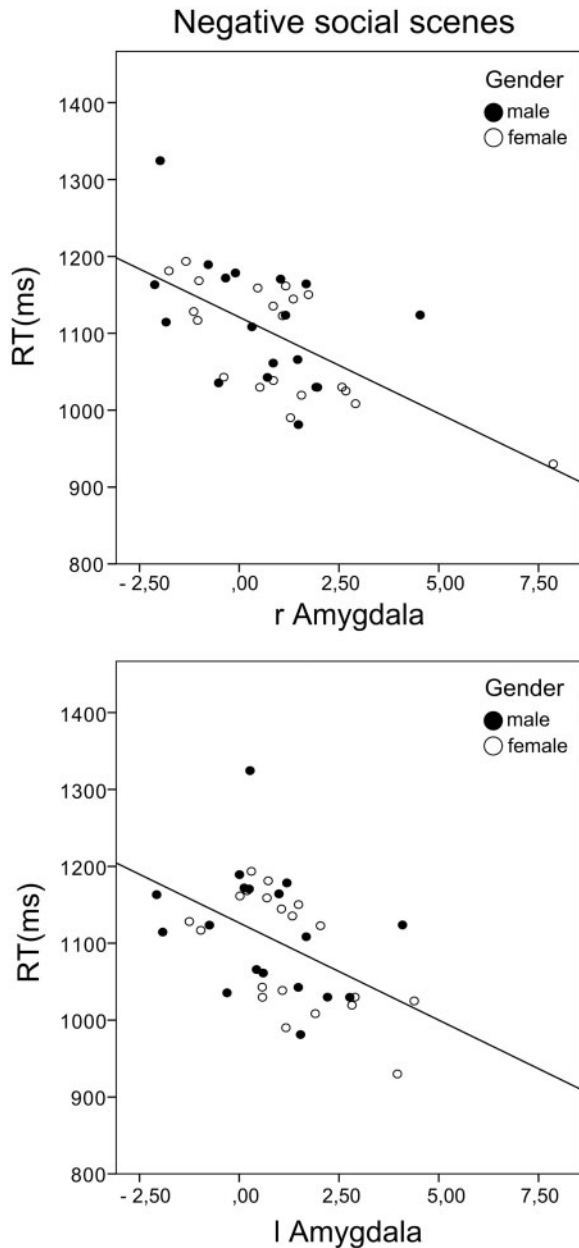 Negative social scenes
Gender
male
female
1400
1300
1200
1100
1000
900
800
RT(ms)
- 2,50 ,00 2,50 5,00 7,50
r Amygdala
Gender
male
female
1400
1300
1200
1100
1000
900
800
RT(ms)
- 2,50 ,00 2,50 5,00 7,50
l Amygdala